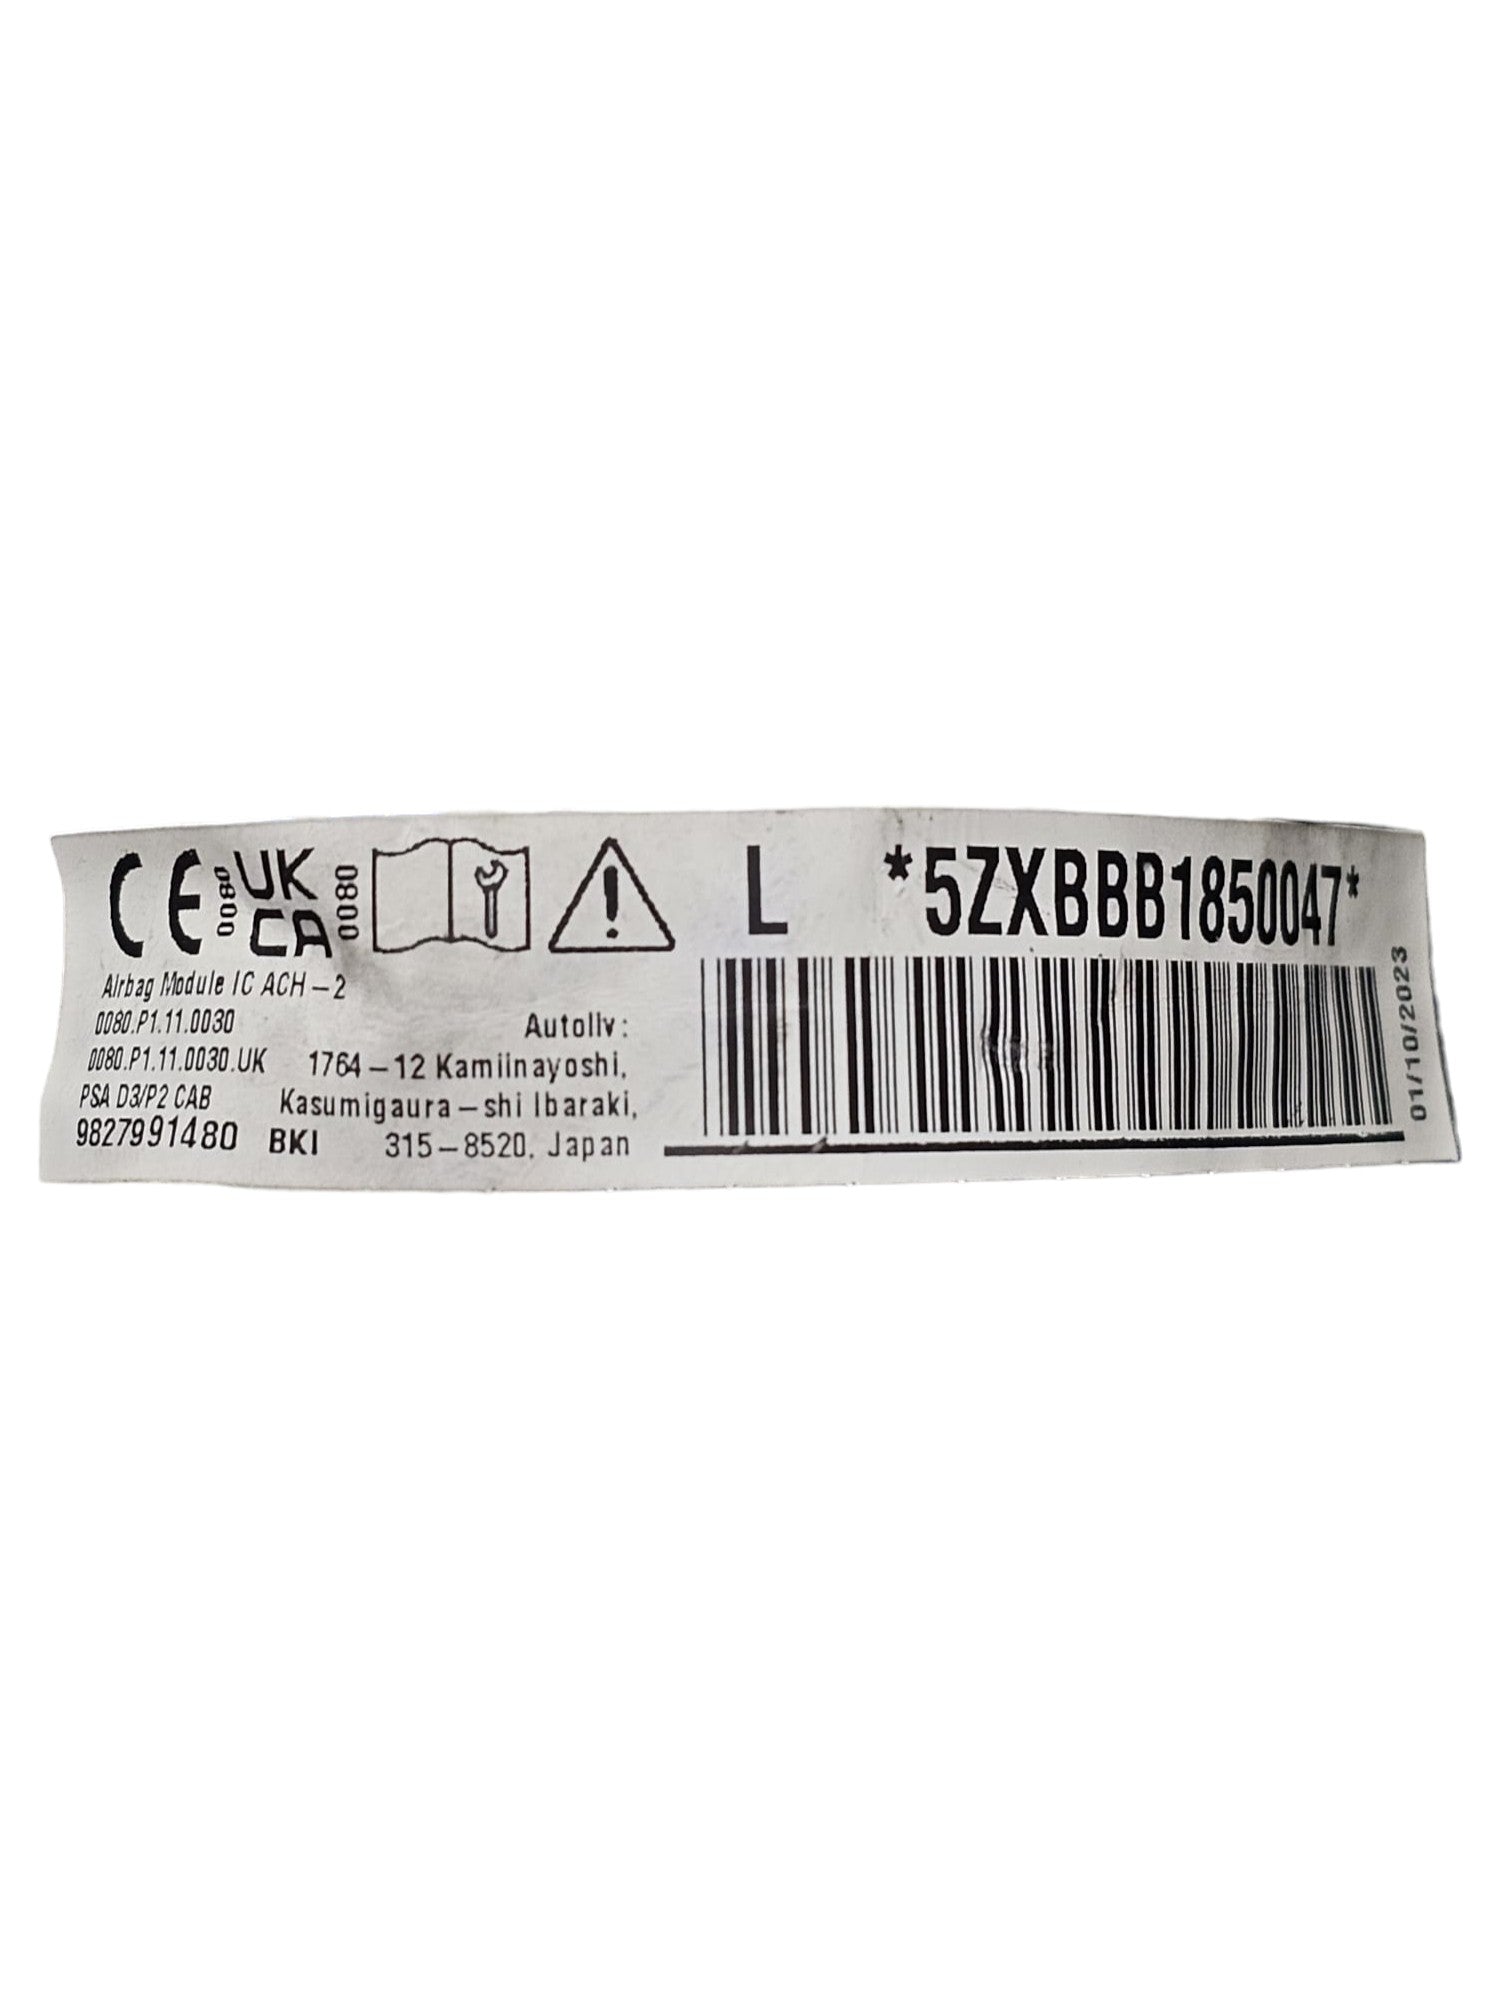 CE 0080 UK CA 0080
L *5ZXBBB1850047*
Airbag Module IC ACH-2
0080.P1.11.0030
0080.P1.11.0030.UK
PSA D3/P2 CAB
9827991480 BKI
Autoliv:
1764-12 Kamiinayoshi,
Kasumigaura-shi Ibaraki,
315-8520, Japan
01/10/2023